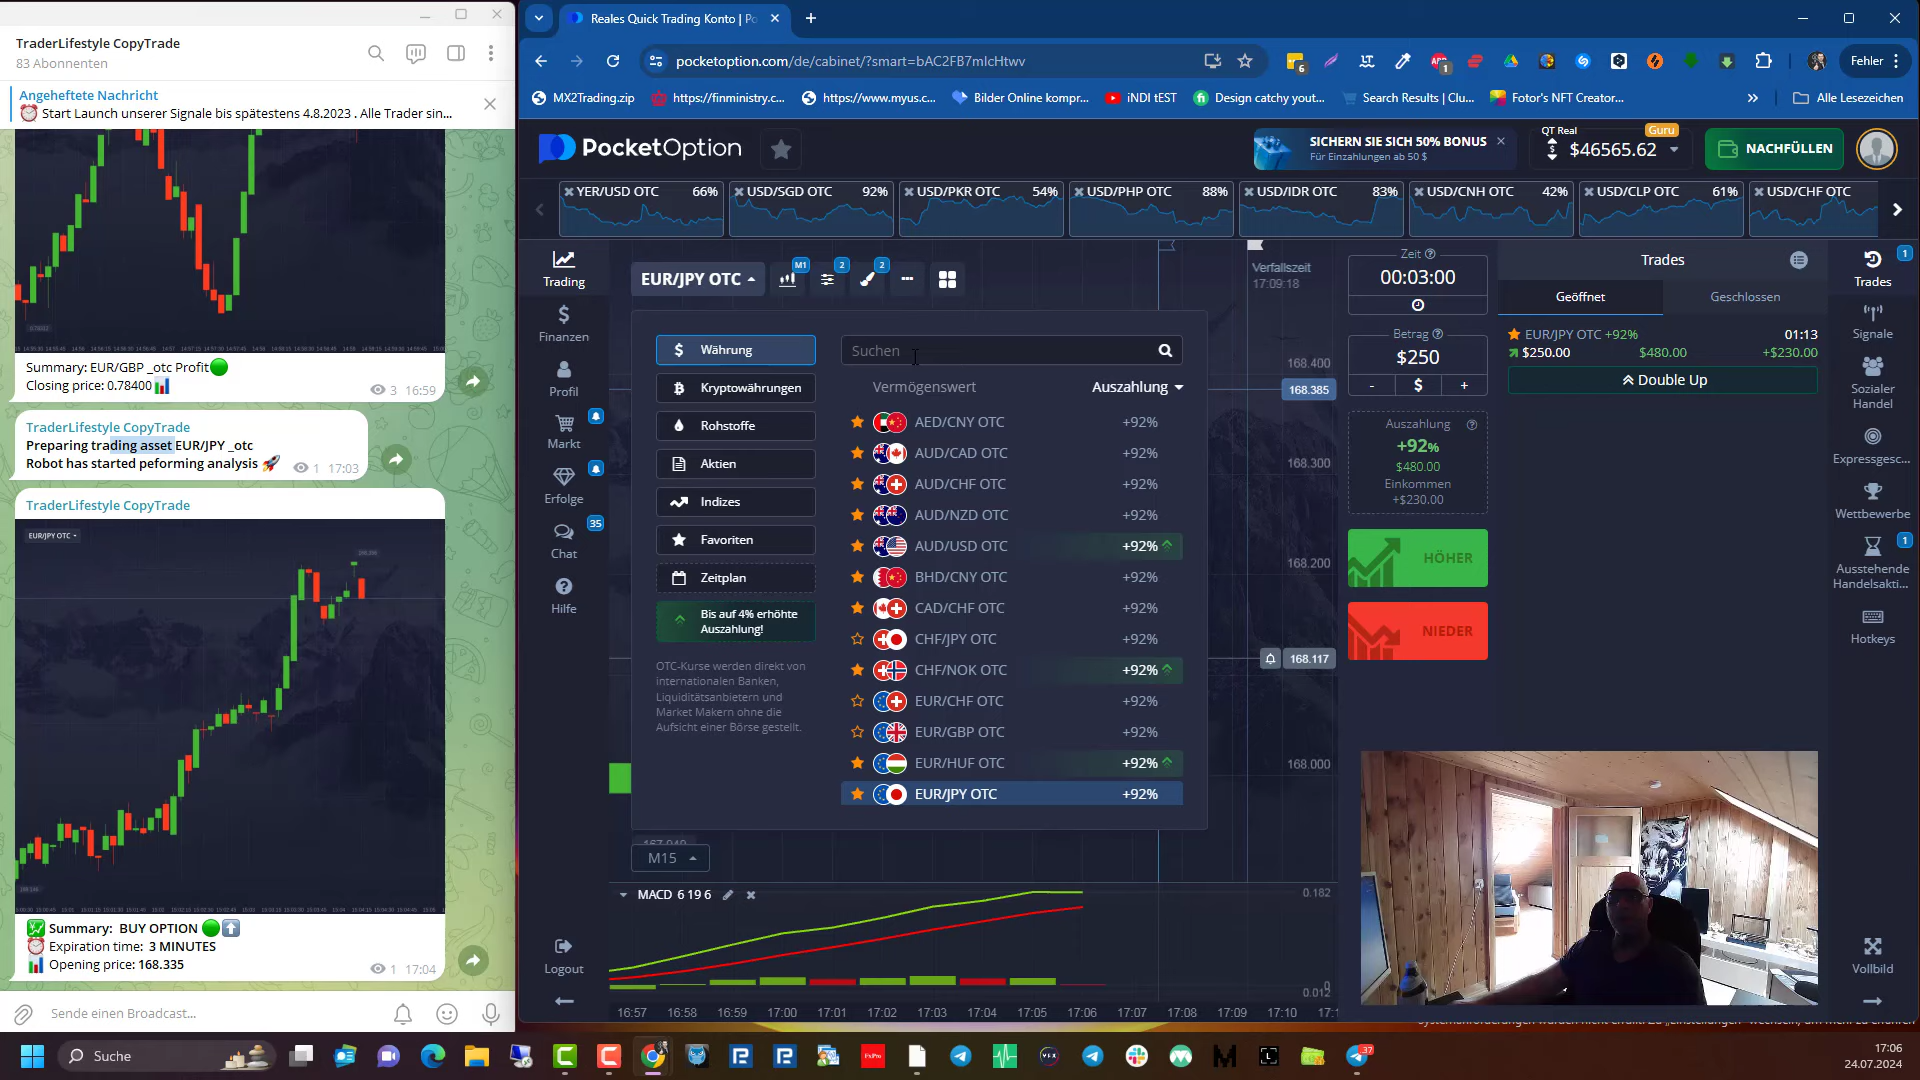 TraderLifestyle CopyTrade
83 Abonnenten
Angeheftete Nachricht
Start Launch unserer Signale bis spätestens 4.8.2023 . Alle Trader sin...
Summary: EUR/GBP _otc Profit
Closing price: 0.78400
3 16:59
TraderLifestyle CopyTrade
Preparing trading asset EUR/JPY _otc
Robot has started peforming analysis
1 17:03
TraderLifestyle CopyTrade
EUR/JPY OTC
Summary: BUY OPTION
Expiration time: 3 MINUTES
Opening price: 168.335
1 17:04
Sende einen Broadcast...
Reales Quick Trading Konto | Po
pocketoption.com/de/cabinet/?smart=bAC2FB7mlcHtwv
6
1
Fehler
MX2Trading.zip
https://finministry.c...
https://www.myus.c...
Bilder Online kompr...
iNDI tEST
Design catchy yout...
Search Results | Clu...
Fotor's NFT Creator...
Alle Lesezeichen
PocketOption
SICHERN SIE SICH 50% BONUS
Für Einzahlungen ab 50 $
QT Real
Guru
$46565.62
NACHFÜLLEN
YER/USD OTC 66%
USD/SGD OTC 92%
USD/PKR OTC 54%
USD/PHP OTC 88%
USD/IDR OTC 83%
USD/CNH OTC 42%
USD/CLP OTC 61%
USD/CHF OTC
Trading
Finanzen
Profil
Markt
Erfolge
35
Chat
Hilfe
Logout
EUR/JPY OTC
M1
2
2
Währung
Kryptowährungen
Rohstoffe
Aktien
Indizes
Favoriten
Zeitplan
Bis auf 4% erhöhte
Auszahlung!
OTC-Kurse werden direkt von
internationalen Banken,
Liquiditätsanbietern und
Market Makern ohne die
Aufsicht einer Börse gestellt.
Suchen
Vermögenswert Auszahlung
AED/CNY OTC +92%
AUD/CAD OTC +92%
AUD/CHF OTC +92%
AUD/NZD OTC +92%
AUD/USD OTC +92%
BHD/CNY OTC +92%
CAD/CHF OTC +92%
CHF/JPY OTC +92%
CHF/NOK OTC +92%
EUR/CHF OTC +92%
EUR/GBP OTC +92%
EUR/HUF OTC +92%
EUR/JPY OTC +92%
Verfallszeit
17:09:18
168.400
168.385
168.300
168.200
168.117
168.000
M15
MACD 6 19 6
0.182
0.012
16:57 16:58 16:59 17:00 17:01 17:02 17:03 17:04 17:05 17:06 17:07 17:08 17:09 17:10
Zeit
00:03:00
Betrag
$250
- $ +
Auszahlung
+92%
$480.00
Einkommen
+$230.00
HÖHER
NIEDER
Trades
Geöffnet Geschlossen
EUR/JPY OTC +92% 01:13
$250.00 $480.00 +$230.00
Double Up
1
Trades
Signale
Sozialer
Handel
Expressgesc...
Wettbewerbe
1
Ausstehende
Handelsakti...
Hotkeys
Vollbild
Suche
FxPro
37
17:06
24.07.2024